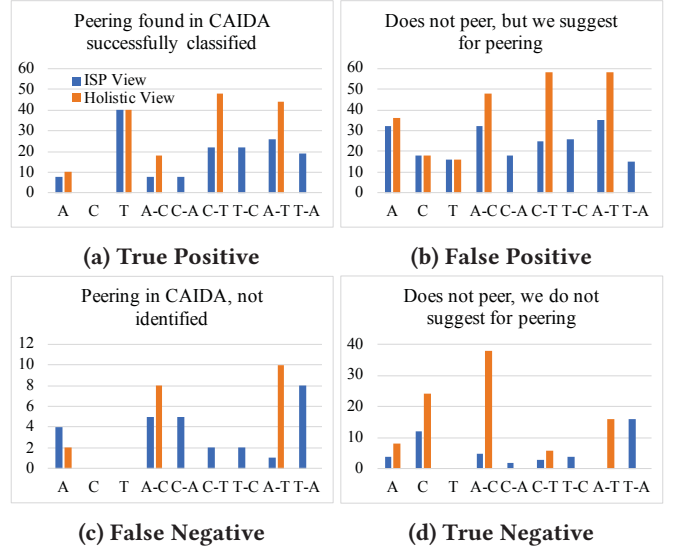 Peering found in CAIDA
successfully classified
60
50
40
30
20
10
0
ISP View
Holistic View
A C T A-C C-A C-T T-C A-T T-A
(a) True Positive
Does not peer, but we suggest
for peering
60
50
40
30
20
10
0
A C T A-C C-A C-T T-C A-T T-A
(b) False Positive
Peering in CAIDA, not
identified
12
10
8
6
4
2
0
A C T A-C C-A C-T T-C A-T T-A
(c) False Negative
Does not peer, we do not
suggest for peering
40
30
20
10
0
A C T A-C C-A C-T T-C A-T T-A
(d) True Negative